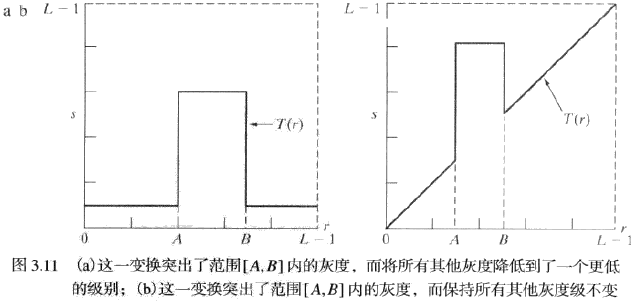 a b
L-1
s
T(r)
0
A
B
r
L-1
L-1
s
T(r)
0
A
B
r
L-1
图 3.11 (a)这一变换突出了范围[A,B]内的灰度，而将所有其他灰度降低到了一个更低
的级别；(b)这一变换突出了范围[A,B]内的灰度，而保持所有其他灰度级不变